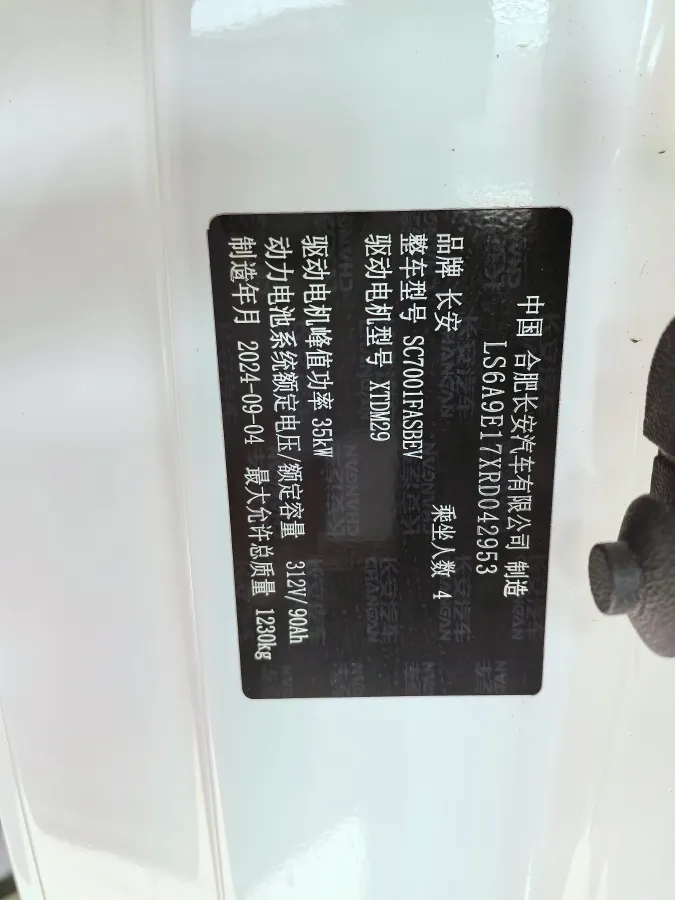 中国 合肥长安汽车有限公司 制造
LS6A9E17XRD042953
品牌 长安 乘坐人数 4
整车型号 SC7001FASBEV
驱动电机型号 XTDM29
驱动电机峰值功率 35kW
动力电池系统额定电压/额定容量 312V/90Ah
制造年月 2024-09-04 最大允许总质量 1230kg